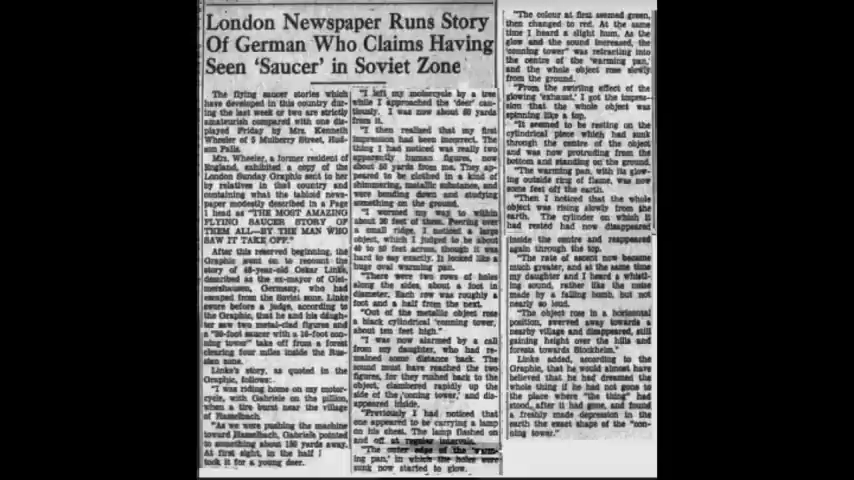 London Newspaper Runs Story
Of German Who Claims Having
Seen 'Saucer' in Soviet Zone
The flying saucer stories which
have developed in this country dur-
ing the last week or two are strictly
amateurish compared with one dis-
played Friday by Mrs. Kenneth
Wheeler of 5 Mulberry Street, Hud-
son Falls.
Mrs. Wheeler, a former resident of
England, exhibited a copy of the
London Sunday Graphic sent to her
by relatives in that country and
containing what the tabloid news-
paper modestly described in a Page
1 head as "THE MOST AMAZING
FLYING SAUCER STORY OF
THEM ALL—BY THE MAN WHO
SAW IT TAKE OFF."
After this reserved beginning, the
Graphic went on to recount the
story of 48-year-old Oskar Linke,
described as the ex-mayor of Glei-
mershausen, Germany, who had
escaped from the Soviet zone. Linke
swore before a judge, according to
the Graphic, that he and his daugh-
ter saw two metal-clad figures and
a "50-foot saucer with a 10-foot con-
ning tower" take off from a forest
clearing four miles inside the Rus-
sian zone.
Linke's story, as quoted in the
Graphic, follows:
"I was riding home on my motor-
cycle, with Gabriele on the pillion,
when a tire burst near the village
of Hasselbach.
"As we were pushing the machine
toward Hasselbach, Gabriele pointed
to something about 150 yards away.
At first sight, in the half
took it for a young deer.
"I left my motorcycle by a tree
while I approached the 'deer' cau-
tiously. I was now about 60 yards
from it.
"I then realized that my first
impression had been incorrect. The
thing I had noticed was really two
apparently human figures, now
about 50 yards from me. They ap-
peared to be clothed in a kind of
shimmering, metallic substance, and
were bending down and studying
something on the ground.
"I wormed my way to within
about 30 feet of them. Peering over
a small ridge, I noticed a large
object, which I judged to be about
40 to 50 feet across, though it was
hard to say exactly. It looked like a
huge oval warming pan.
"There were two rows of holes
along the sides, about a foot in
diameter. Each row was roughly a
foot and a half from the next.
"Out of the metallic object rose
a black cylindrical 'conning tower,'
about ten feet high."
"I was now alarmed by a call
from my daughter, who had re-
mained some distance back. The
sound must have reached the two
figures, for they rushed back to the
object, clambered rapidly up the
side of the 'coning tower,' and dis-
appeared inside.
"Previously I had noticed that
one appeared to be carrying a lamp
on his chest. The lamp flashed on
and off at regular intervals.
"The outer edge of the 'warm-
ing pan,' in which the holes were
sunk now started to glow.
"The colour at first seemed green,
then changed to red. At the same
time I heard a slight hum. As the
glow and the sound increased, the
'conning tower' was retracting into
the centre of the 'warming pan,'
and the whole object rose slowly
from the ground.
"From the swirling effect of the
glowing 'exhaust,' I got the impres-
sion that the whole object was
spinning like a top.
"It seemed to be resting on the
cylindrical piece which had sunk
through the centre of the object
and was now protruding from the
bottom and standing on the ground.
"The warming pan, with its glow-
ing outside ring of flame, was now
some feet off the earth.
"Then I noticed that the whole
object was rising slowly from the
earth. The cylinder on which it
had rested had now disappeared
inside the centre and reappeared
again through the top.
"The rate of ascent now became
much greater, and at the same time
my daughter and I heard a whistl-
ing sound, rather like the noise
made by a falling bomb, but not
nearly so loud.
"The object rose in a horizontal
position, swerved away towards a
nearby village and disappeared, still
gaining height over the hills and
forests towards Stockheim."
Linke added, according to the
Graphic, that he would almost have
believed that he had dreamed the
whole thing if he had not gone to
the place where "the thing" had
stood, after it had gone, and found
a freshly made depression in the
earth the exact shape of the "con-
ning tower."